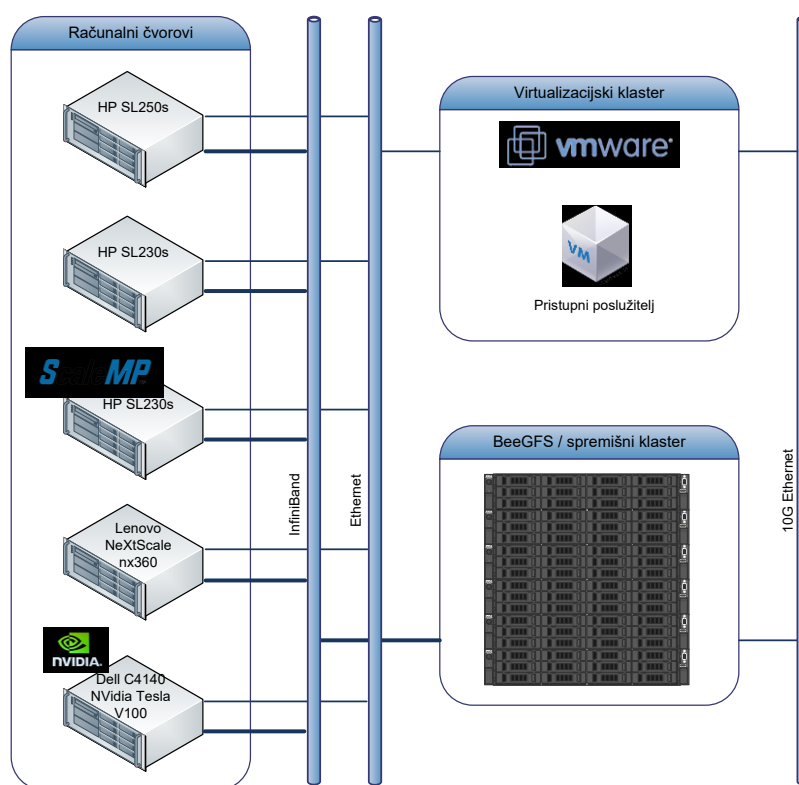 Računalni čvorovi
HP SL250s
HP SL230s
ScaleMP
HP SL230s
Lenovo
NeXtScale
nx360
NVIDIA.
Dell C4140
NVidia Tesla
V100
InfiniBand
Ethernet
Virtualizacijski klaster
vmware
VM
Pristupni poslužitelj
BeeGFS / spremišni klaster
10G Ethernet